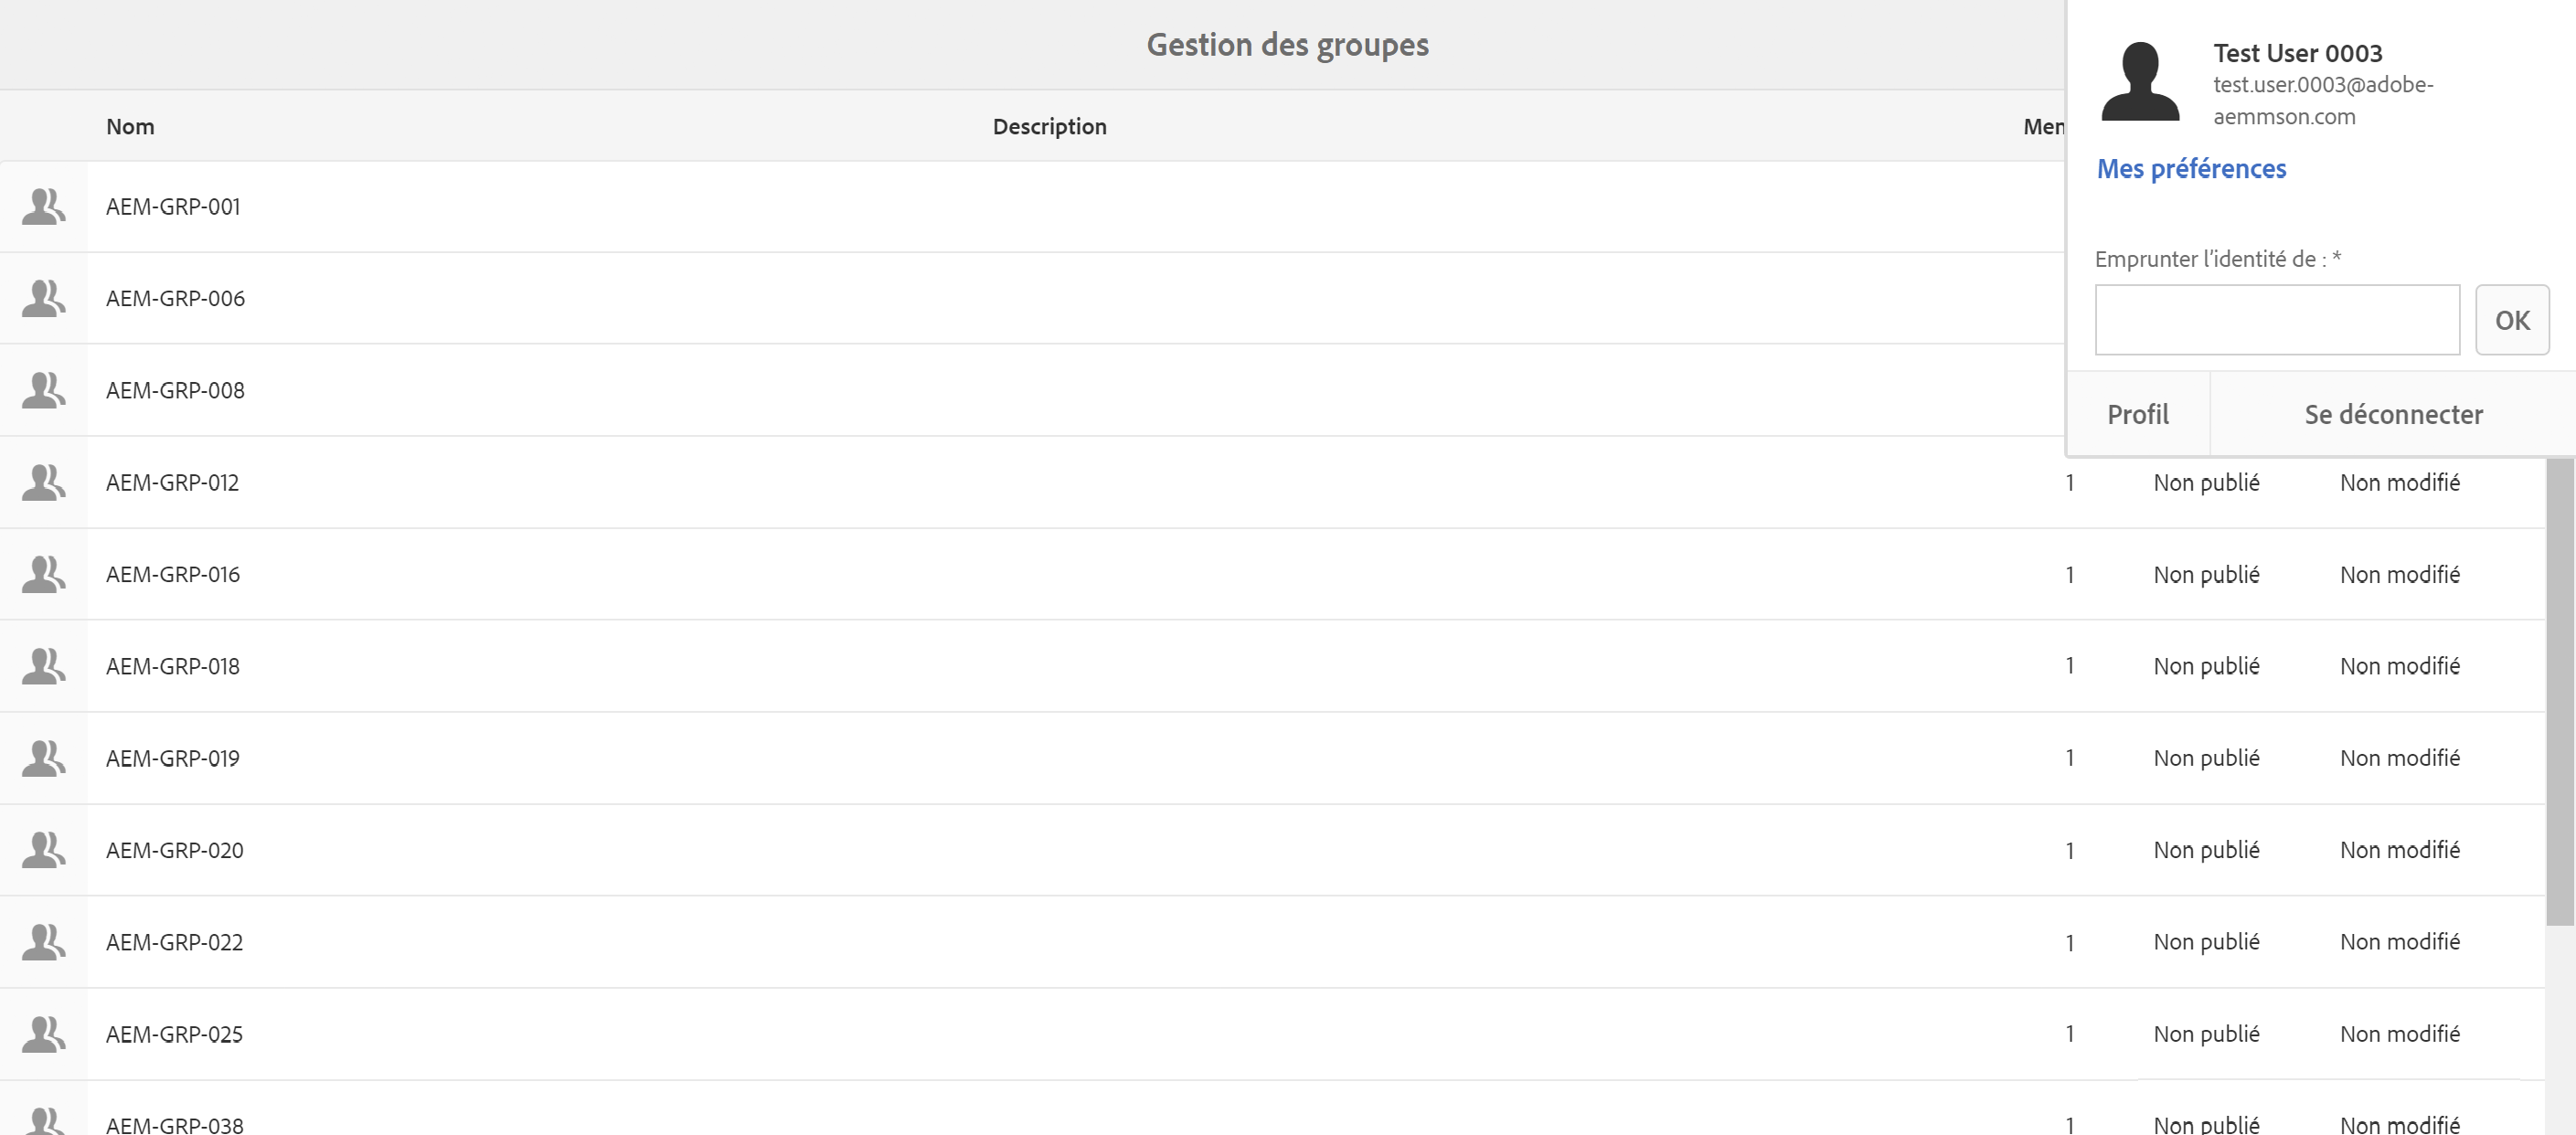 Gestion des groupes
Nom Description
Test User 0003
test.user.0003@adobe-
aemmson.com
Mes préférences
Emprunter l’identité de : *
OK
Profil Se déconnecter
AEM-GRP-001
AEM-GRP-006
AEM-GRP-008
AEM-GRP-012 1 Non publié Non modifié
AEM-GRP-016 1 Non publié Non modifié
AEM-GRP-018 1 Non publié Non modifié
AEM-GRP-019 1 Non publié Non modifié
AEM-GRP-020 1 Non publié Non modifié
AEM-GRP-022 1 Non publié Non modifié
AEM-GRP-025 1 Non publié Non modifié
AEM-GRP-038 1 Non publié Non modifié